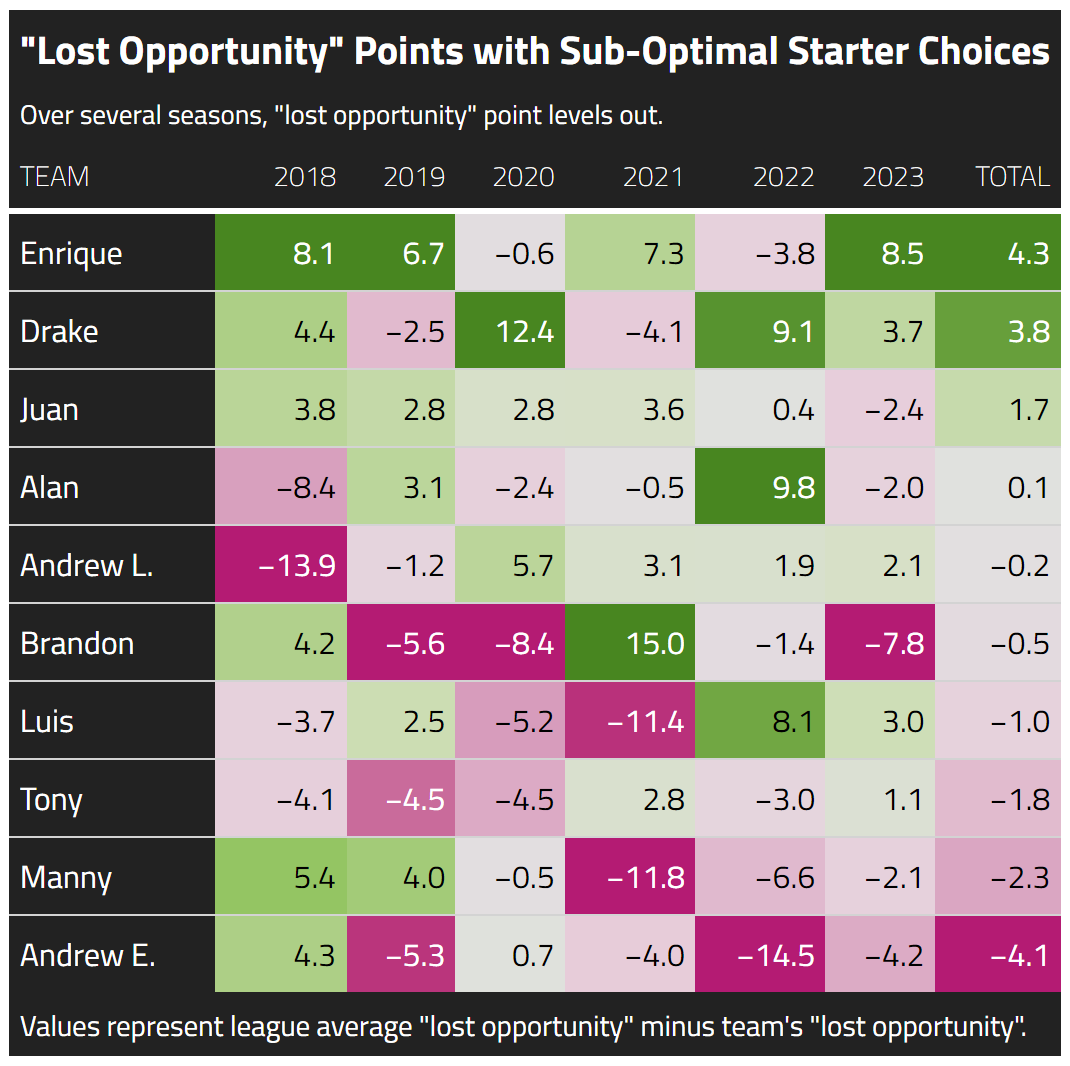 "Lost Opportunity" Points with Sub-Optimal Starter Choices
Over several seasons, "lost opportunity" point levels out.
TEAM 2018 2019 2020 2021 2022 2023 TOTAL
Enrique 8.1 6.7 −0.6 7.3 −3.8 8.5 4.3
Drake 4.4 −2.5 12.4 −4.1 9.1 3.7 3.8
Juan 3.8 2.8 2.8 3.6 0.4 −2.4 1.7
Alan −8.4 3.1 −2.4 −0.5 9.8 −2.0 0.1
Andrew L. −13.9 −1.2 5.7 3.1 1.9 2.1 −0.2
Brandon 4.2 −5.6 −8.4 15.0 −1.4 −7.8 −0.5
Luis −3.7 2.5 −5.2 −11.4 8.1 3.0 −1.0
Tony −4.1 −4.5 −4.5 2.8 −3.0 1.1 −1.8
Manny 5.4 4.0 −0.5 −11.8 −6.6 −2.1 −2.3
Andrew E. 4.3 −5.3 0.7 −4.0 −14.5 −4.2 −4.1
Values represent league average "lost opportunity" minus team's "lost opportunity".